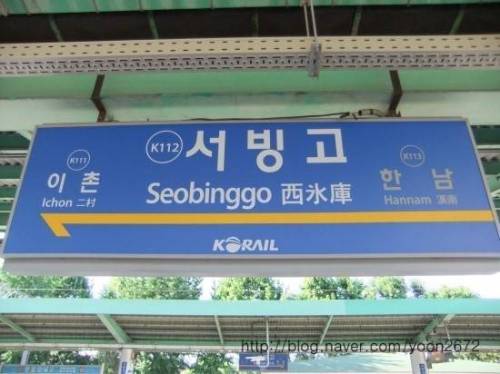 K112 서빙고
Seobinggo 西氷庫
K111
이촌
Ichon 二村
K113
한남
Hannam 漢南
KORAIL
http://blog.naver.com/yoon2672